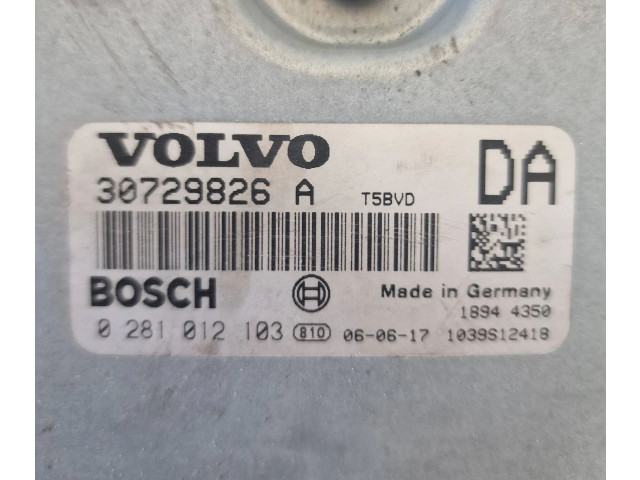 VOLVO
DA
30729826 A T5BVD
BOSCH Made in Germany
1894 4350
0 281 012 103 810 06-06-17 1039S12418